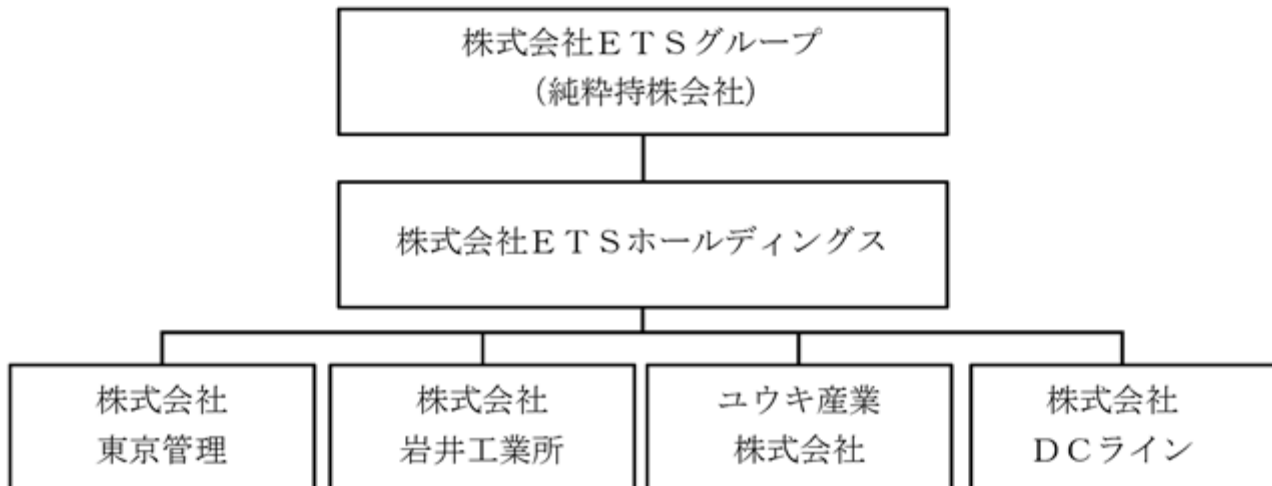 株式会社ＥＴＳグループ
（純粋持株会社）
株式会社ＥＴＳホールディングス
株式会社
東京管理
株式会社
岩井工業所
ユウキ産業
株式会社
株式会社
ＤＣライン